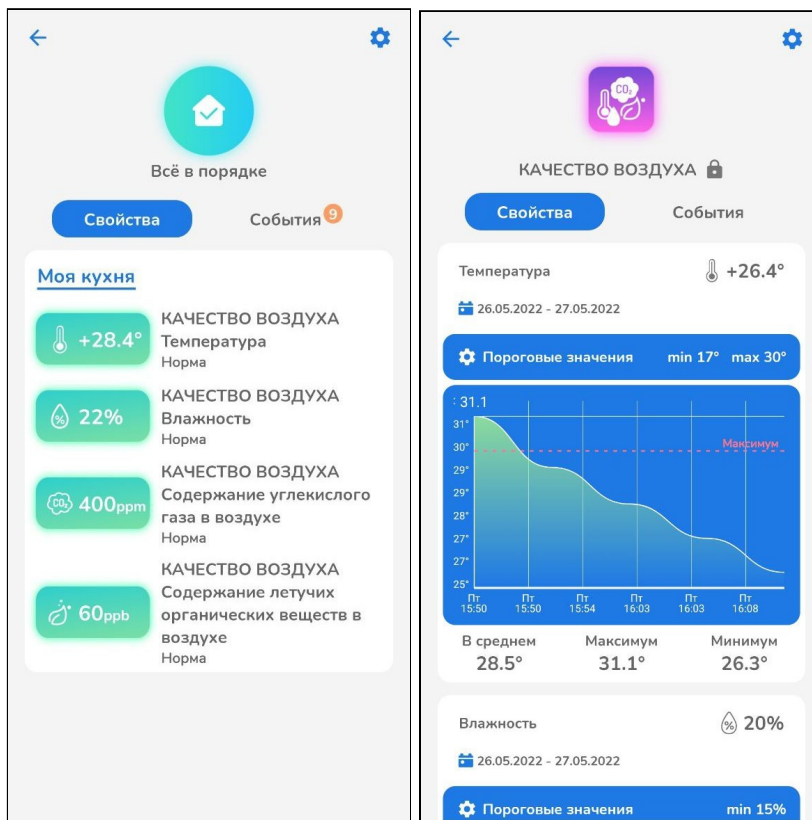 Всё в порядке
Свойства
События 9
Моя кухня
+28.4°
КАЧЕСТВО ВОЗДУХА
Температура
Норма
22%
КАЧЕСТВО ВОЗДУХА
Влажность
Норма
CO₂
400ppm
КАЧЕСТВО ВОЗДУХА
Содержание углекислого
газа в воздухе
Норма
60ppb
КАЧЕСТВО ВОЗДУХА
Содержание летучих
органических веществ в
воздухе
Норма
CO₂
КАЧЕСТВО ВОЗДУХА
Свойства
События
Температура
+26.4°
26.05.2022 - 27.05.2022
Пороговые значения min 17° max 30°
: 31.1
31°
30°
Максимум
29°
29°
28°
27°
27°
25°
Пт Пт Пт Пт Пт Пт
15:50 15:50 15:54 16:03 16:03 16:08
В среднем Максимум Минимум
28.5° 31.1° 26.3°
Влажность
% 20%
26.05.2022 - 27.05.2022
Пороговые значения min 15%